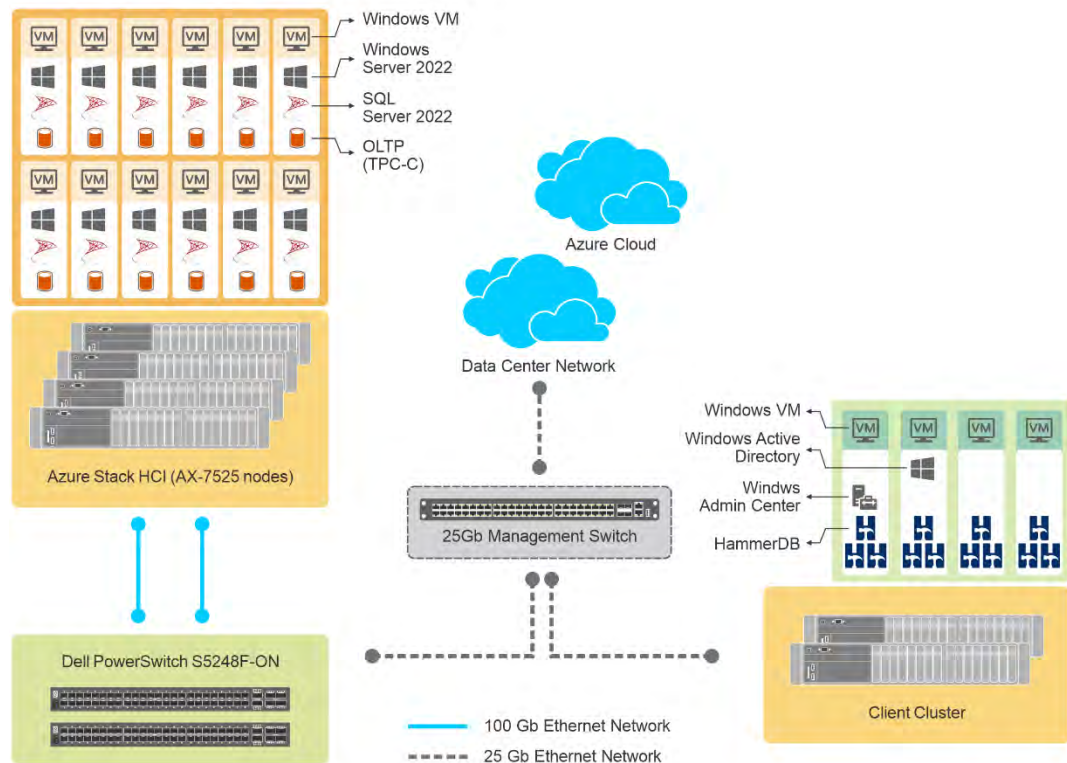 VM VM VM VM VM VM
Windows VM
Windows
Server 2022
SQL
Server 2022
OLTP
(TPC-C)
VM VM VM VM VM VM
Azure Cloud
Data Center Network
Azure Stack HCI (AX-7525 nodes)
25Gb Management Switch
Windows VM
VM VM VM VM
Windows Active
Directory
Windws
Admin Center
HammerDB
Dell PowerSwitch S5248F-ON
Client Cluster
100 Gb Ethernet Network
25 Gb Ethernet Network